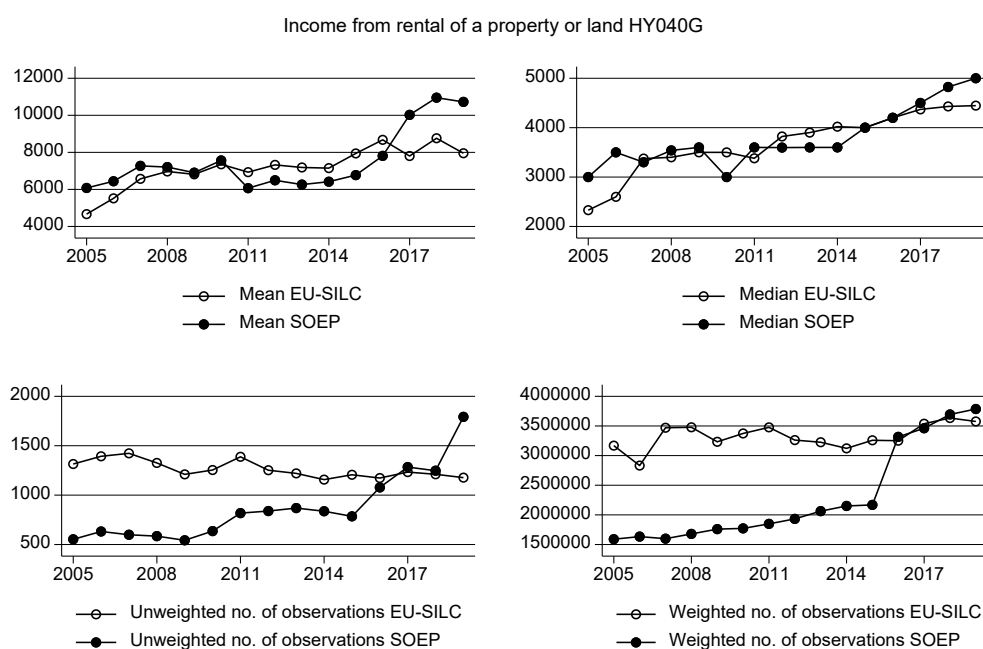 Income from rental of a property or land HY040G
12000
10000
8000
6000
4000
2005 2008 2011 2014 2017
Mean EU-SILC
Mean SOEP
5000
4000
3000
2000
2005 2008 2011 2014 2017
Median EU-SILC
Median SOEP
2000
1500
1000
500
2005 2008 2011 2014 2017
Unweighted no. of observations EU-SILC
Unweighted no. of observations SOEP
4000000
3500000
3000000
2500000
2000000
1500000
2005 2008 2011 2014 2017
Weighted no. of observations EU-SILC
Weighted no. of observations SOEP